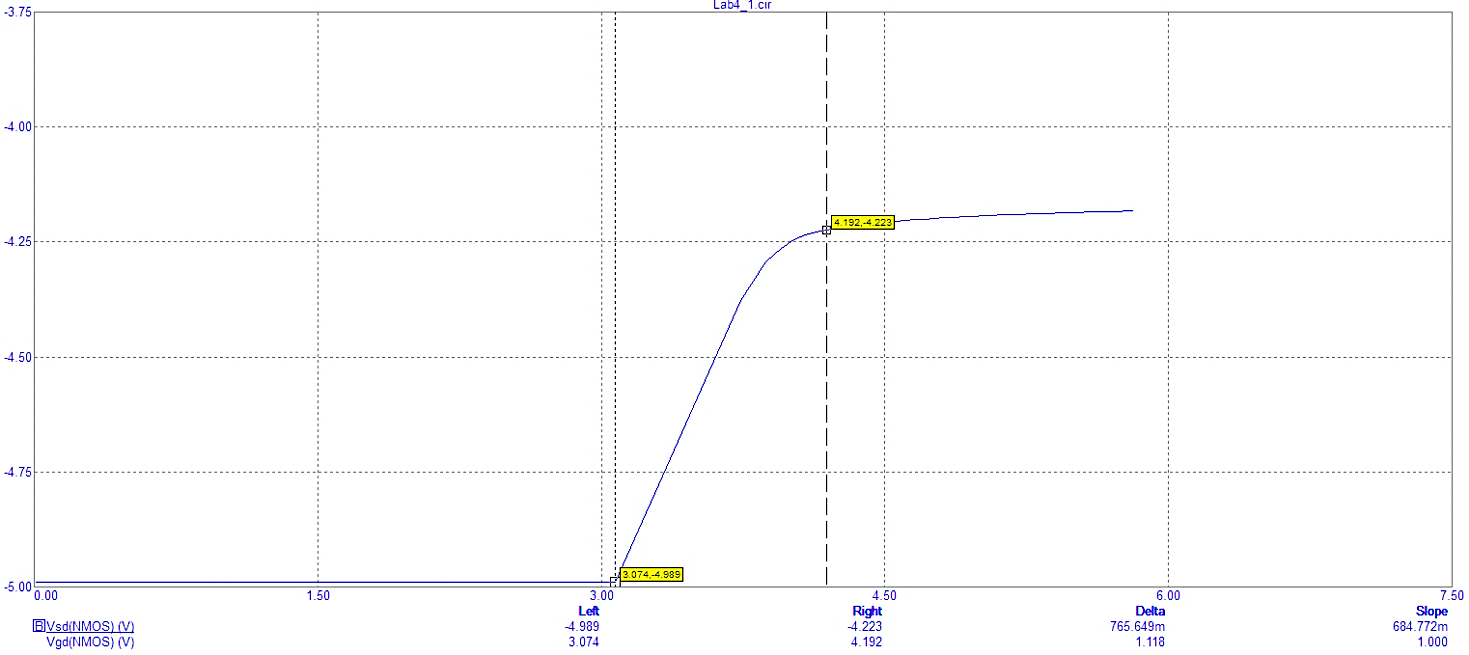 Lab4_1.cir
-3.75
-4.00
-4.25
-4.50
-4.75
-5.00
4.192,-4.223
3.074,-4.989
0.00 1.50 3.00 4.50 6.00 7.50
Left Right Delta Slope
B Vsd(NMOS) (V) -4.989 -4.223 765.649m 684.772m
Vgd(NMOS) (V) 3.074 4.192 1.118 1.000